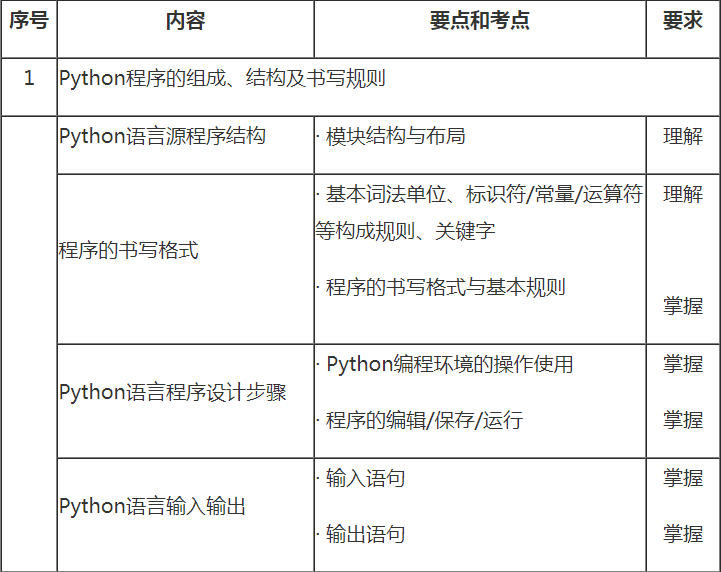 序号 内容 要点和考点 要求
1 Python程序的组成、结构及书写规则
Python语言源程序结构 · 模块结构与布局 理解
程序的书写格式 · 基本词法单位、标识符/常量/运算符 理解
等构成规则、关键字
· 程序的书写格式与基本规则 掌握
Python语言程序设计步骤 · Python编程环境的操作使用 掌握
· 程序的编辑/保存/运行 掌握
Python语言输入输出 · 输入语句 掌握
· 输出语句 掌握